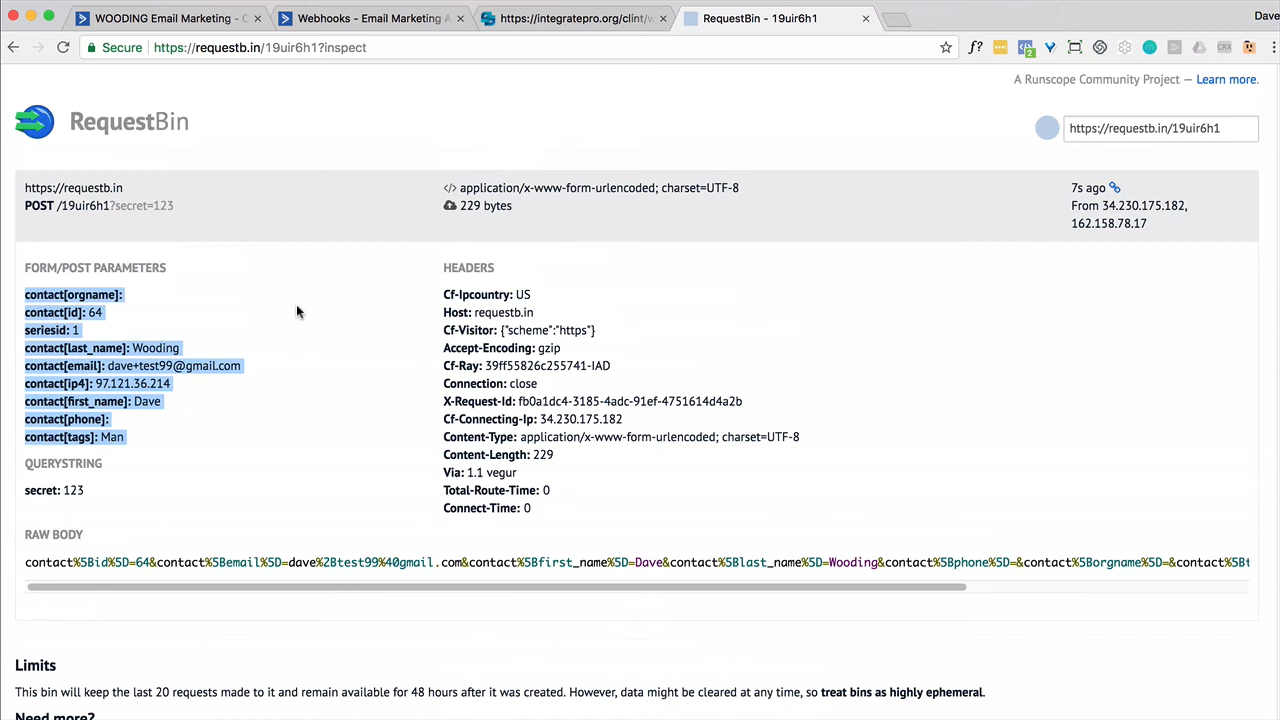 WOODING Email Marketing - C
Webhooks - Email Marketing A
https://integratepro.org/clint/w
RequestBin - 19uir6h1
Dave
Secure
https://requestb.in/19uir6h1?inspect
f?
2
CRX
A Runscope Community Project — Learn more.
RequestBin
https://requestb.in/19uir6h1
https://requestb.in
POST /19uir6h1?secret=123
</> application/x-www-form-urlencoded; charset=UTF-8
229 bytes
7s ago
From 34.230.175.182,
162.158.78.17
FORM/POST PARAMETERS
contact[orgname]:
contact[id]: 64
seriesid: 1
contact[last_name]: Wooding
contact[email]: dave+test99@gmail.com
contact[ip4]: 97.121.36.214
contact[first_name]: Dave
contact[phone]:
contact[tags]: Man
QUERYSTRING
secret: 123
HEADERS
Cf-Ipcountry: US
Host: requestb.in
Cf-Visitor: {"scheme":"https"}
Accept-Encoding: gzip
Cf-Ray: 39ff55826c255741-IAD
Connection: close
X-Request-Id: fb0a1dc4-3185-4adc-91ef-4751614d4a2b
Cf-Connecting-Ip: 34.230.175.182
Content-Type: application/x-www-form-urlencoded; charset=UTF-8
Content-Length: 229
Via: 1.1 vegur
Total-Route-Time: 0
Connect-Time: 0
RAW BODY
contact%5Bid%5D=64&contact%5Bemail%5D=dave%2Btest99%40gmail.com&contact%5Bfirst_name%5D=Dave&contact%5Blast_name%5D=Wooding&contact%5Bphone%5D=&contact%5Borgname%5D=&contact%5Bt
Limits
This bin will keep the last 20 requests made to it and remain available for 48 hours after it was created. However, data might be cleared at any time, so treat bins as highly ephemeral.
Need more?